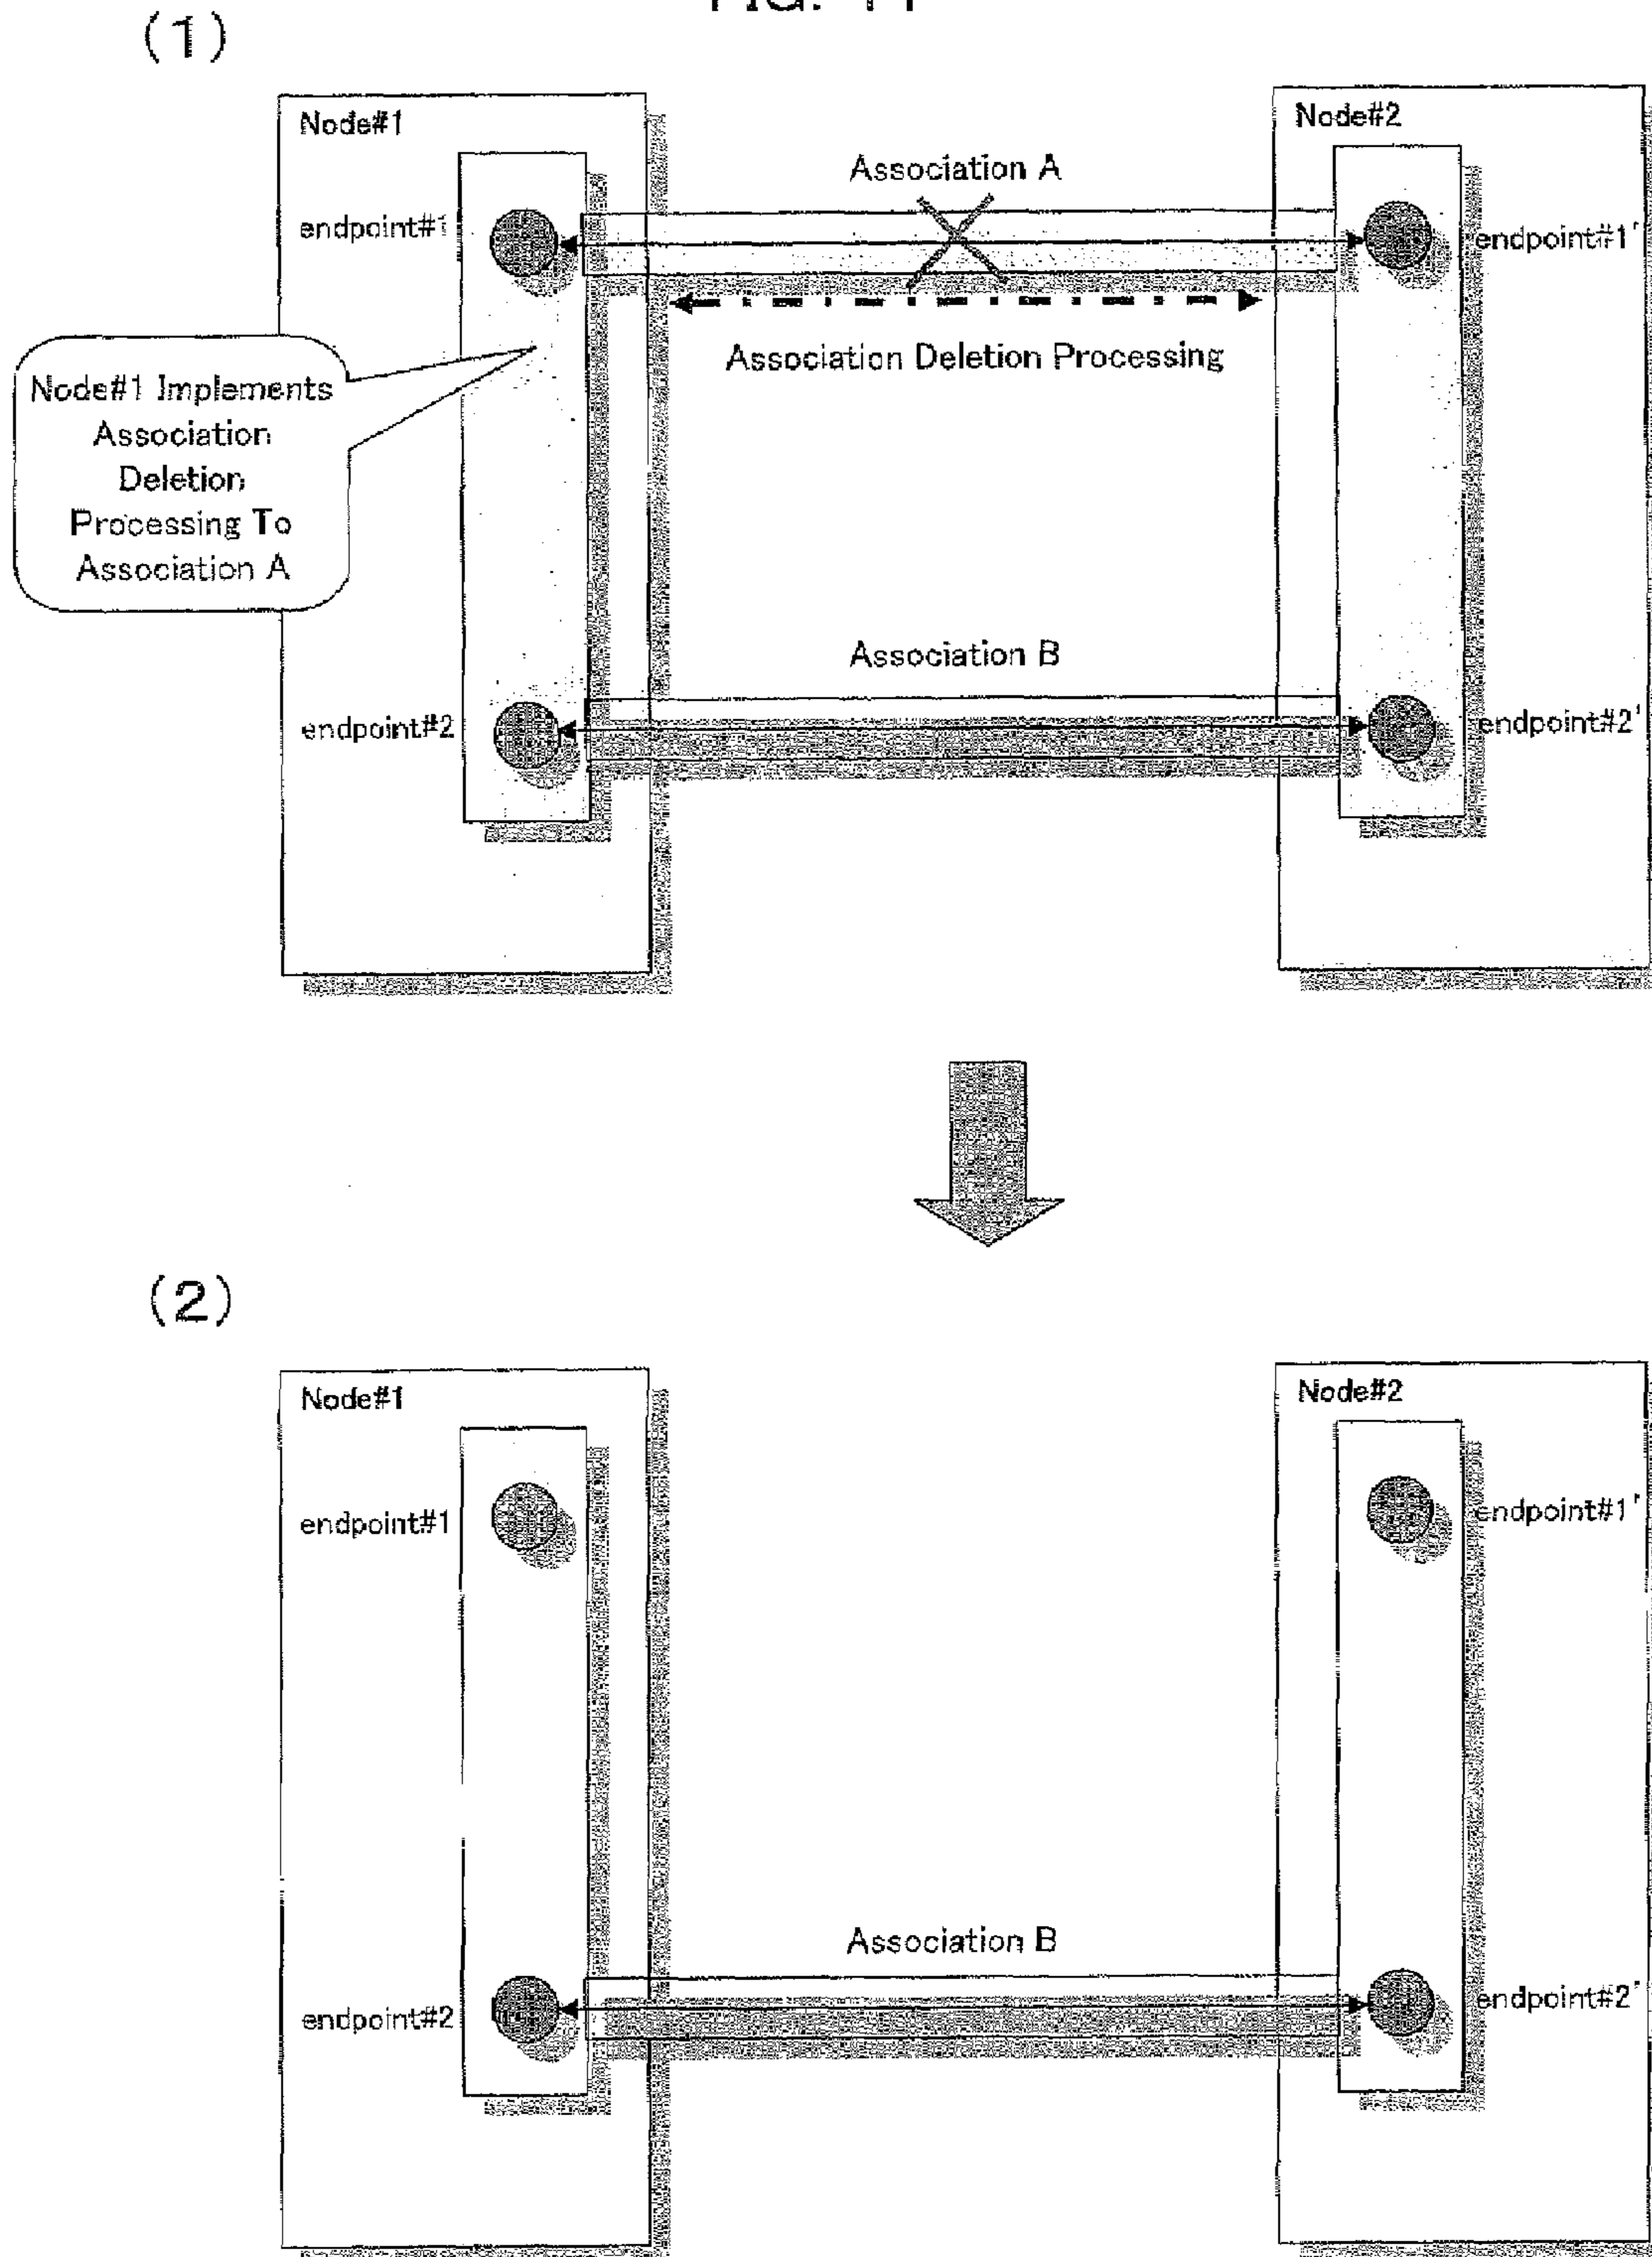 (1)
Node#1
Node#2
Association A
endpoint#1
endpoint#1'
Association Deletion Processing
Node#1 Implements
Association
Deletion
Processing To
Association A
Association B
endpoint#2
endpoint#2'
(2)
Node#1
Node#2
endpoint#1
endpoint#1'
Association B
endpoint#2
endpoint#2'